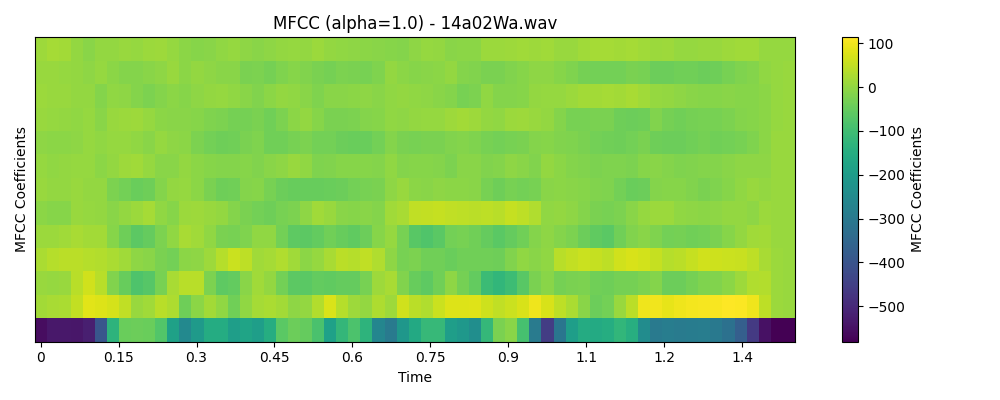 MFCC (alpha=1.0) - 14a02Wa.wav
MFCC Coefficients
0 0.15 0.3 0.45 0.6 0.75 0.9 1.1 1.2 1.4
Time
100
0
−100
−200
−300
−400
−500
MFCC Coefficients